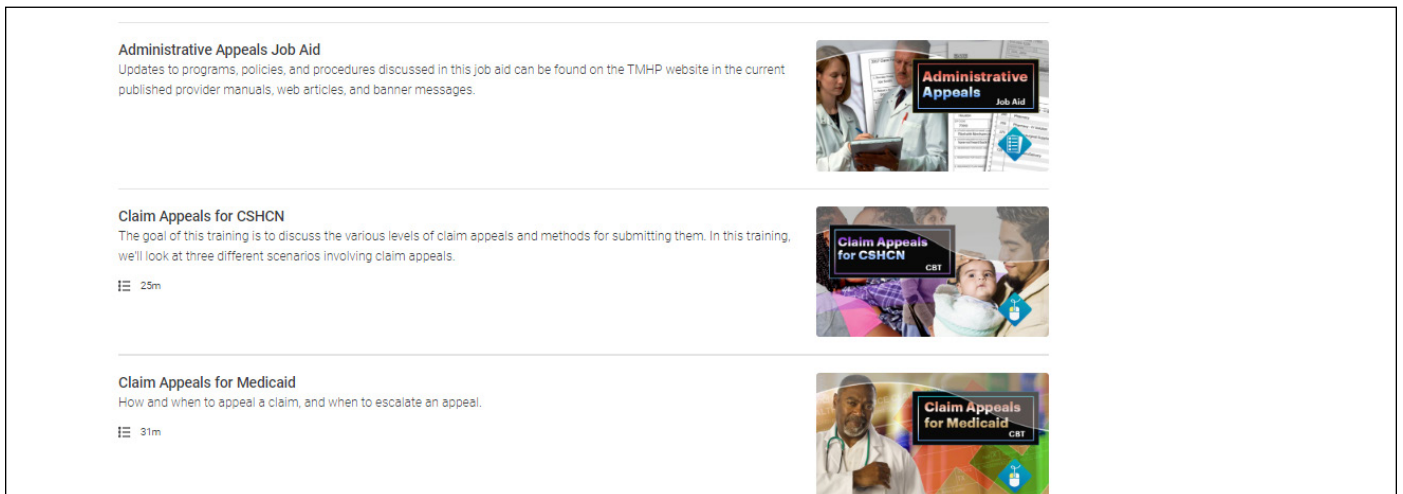 Administrative Appeals Job Aid
Updates to programs, policies, and procedures discussed in this job aid can be found on the TMHP website in the current
published provider manuals, web articles, and banner messages.
Administrative
Appeals
Job Aid
Claim Appeals for CSHCN
The goal of this training is to discuss the various levels of claim appeals and methods for submitting them. In this training,
we'll look at three different scenarios involving claim appeals.
25m
Claim Appeals
for CSHCN
CBT
Claim Appeals for Medicaid
How and when to appeal a claim, and when to escalate an appeal.
31m
Claim Appeals
for Medicaid
CBT